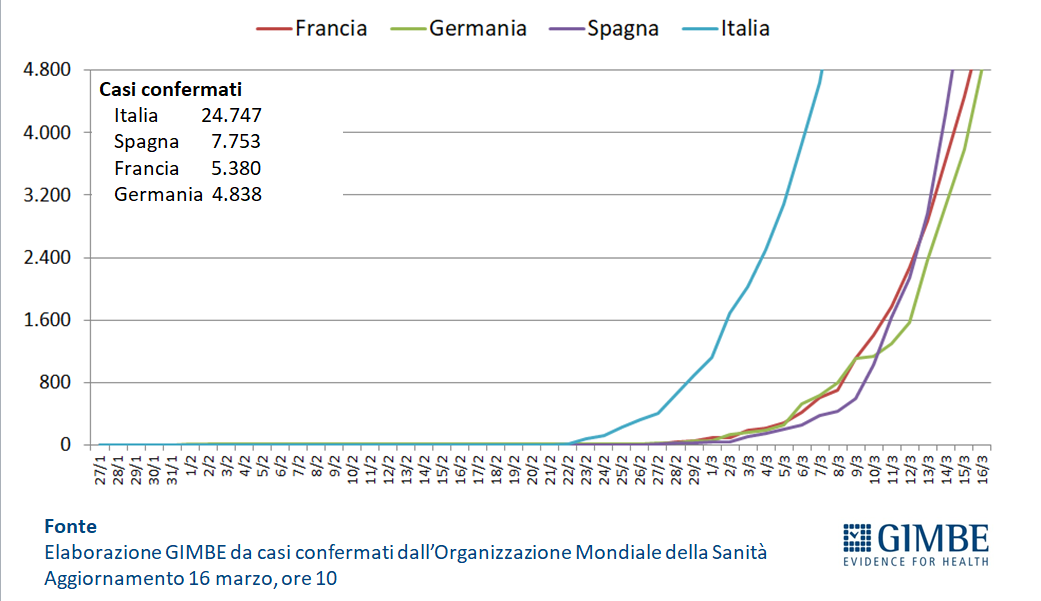 Francia Germania Spagna Italia
4.800
Casi confermati
Italia 24.747
4.000
Spagna 7.753
Francia 5.380
3.200
Germania 4.838
2.400
1.600
800
0
27/1 28/1 29/1 30/1 31/1 1/2 2/2 3/2 4/2 5/2 6/2 7/2 8/2 9/2 10/2 11/2 12/2 13/2 14/2 15/2 16/2 17/2 18/2 19/2 20/2 21/2 22/2 23/2 24/2 25/2 26/2 27/2 28/2 29/2 1/3 2/3 3/3 4/3 5/3 6/3 7/3 8/3 9/3 10/3 11/3 12/3 13/3 14/3 15/3 16/3
Fonte
Elaborazione GIMBE da casi confermati dall’Organizzazione Mondiale della Sanità
Aggiornamento 16 marzo, ore 10
GIMBE
EVIDENCE FOR HEALTH